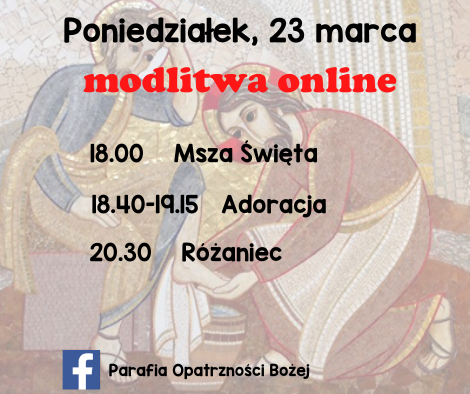 Poniedziałek, 23 marca
modlitwa online
18.00 Msza Święta
18.40-19.15 Adoracja
20.30 Różaniec
f Parafia Opatrzności Bożej